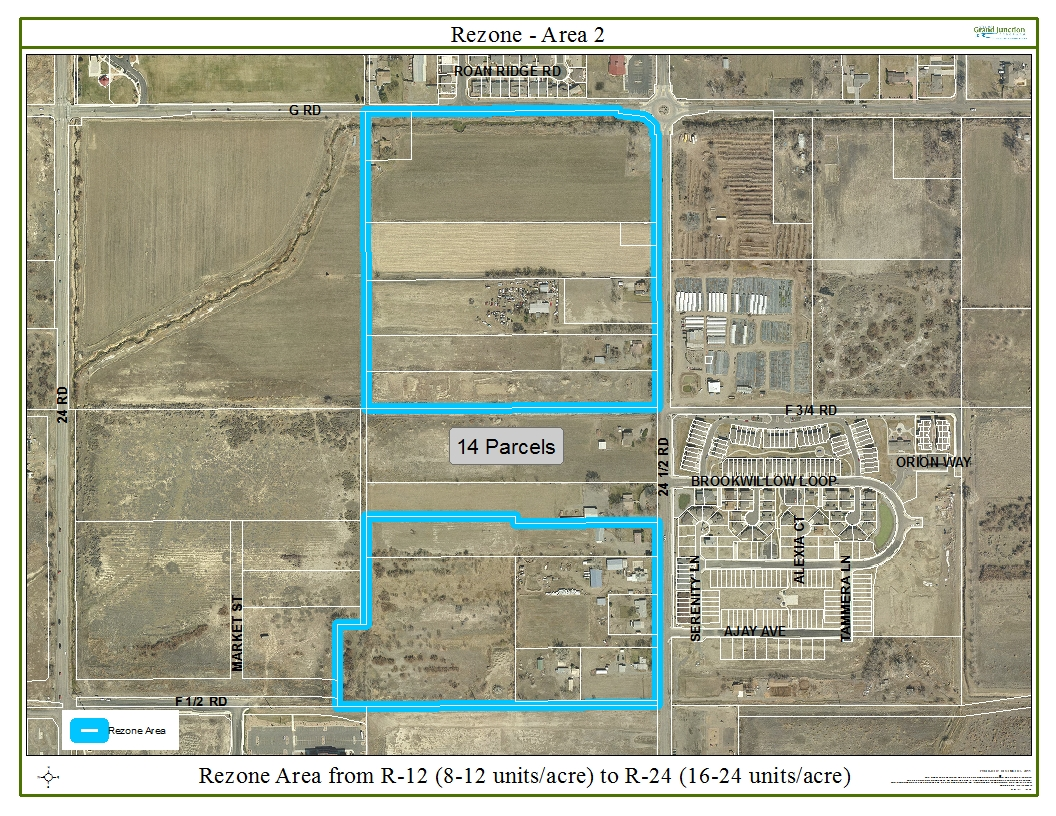 Rezone - Area 2
Grand Junction
ROAN RIDGE RD
G RD
24 RD
F 3/4 RD
14 Parcels
24 1/2 RD
ORION WAY
BROOKWILLOW LOOP
ALEXIA CT
SERENITY LN
TAMMERA LN
MARKET ST
AJAY AVE
F 1/2 RD
Rezone Area
Rezone Area from R-12 (8-12 units/acre) to R-24 (16-24 units/acre)